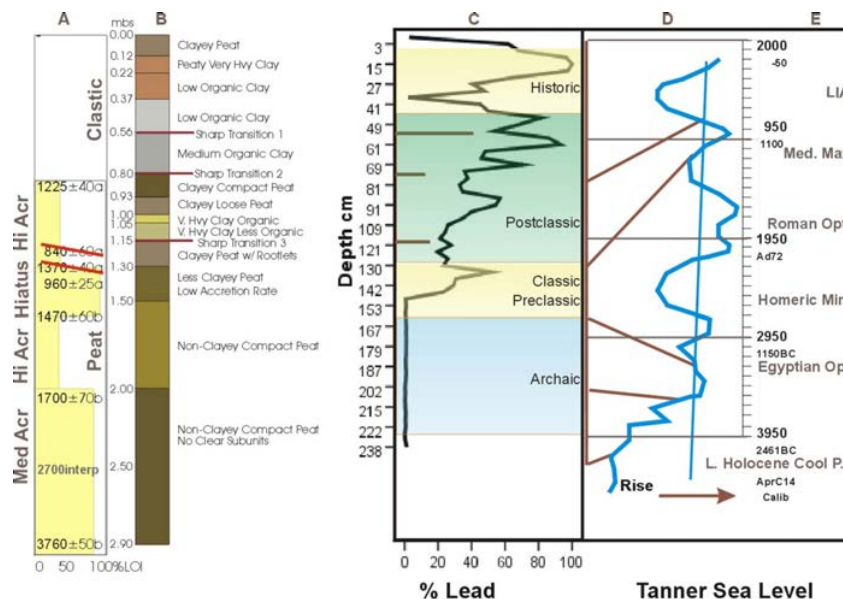 A
B
C
D
E
mbs
0.00
0.12
0.22
0.37
0.56
0.80
0.93
1.00
1.05
1.15
1.30
1.50
2.00
2.50
2.90
Clayey Peat
Peaty Very Hvy Clay
Low Organic Clay
Low Organic Clay
Sharp Transition 1
Medium Organic Clay
Sharp Transition 2
Clayey Compact Peat
Clayey Loose Peat
V. Hvy Clay Organic
V. Hvy Clay Less Organic
Sharp Transition 3
Clayey Peat w/ Rootlets
Less Clayey Peat
Low Accretion Rate
Non-Clayey Compact Peat
Non-Clayey Compact Peat
No Clear Subunits
Clastic
Peat
Hi Acr
Hiatus
Hi Acr
Med Acr
1225 ±40a
840 ±60a
1370 ±40a
960 ±25a
1470 ±60b
1700 ±70b
2700interp
3760 ±50b
0 50 100%LOI
Depth cm
3
15
27
41
49
61
69
81
91
109
121
130
142
153
167
179
187
202
215
222
238
Historic
Postclassic
Classic
Preclassic
Archaic
0 20 40 60 80 100
% Lead
2000
-50
LIA
950
1100
Med. Max
Roman Opt
1950
Ad72
Homeric Min
2950
1150BC
Egyptian Op
3950
2461BC
L. Holocene Cool P.
AprC14
Calib
Rise
Tanner Sea Level